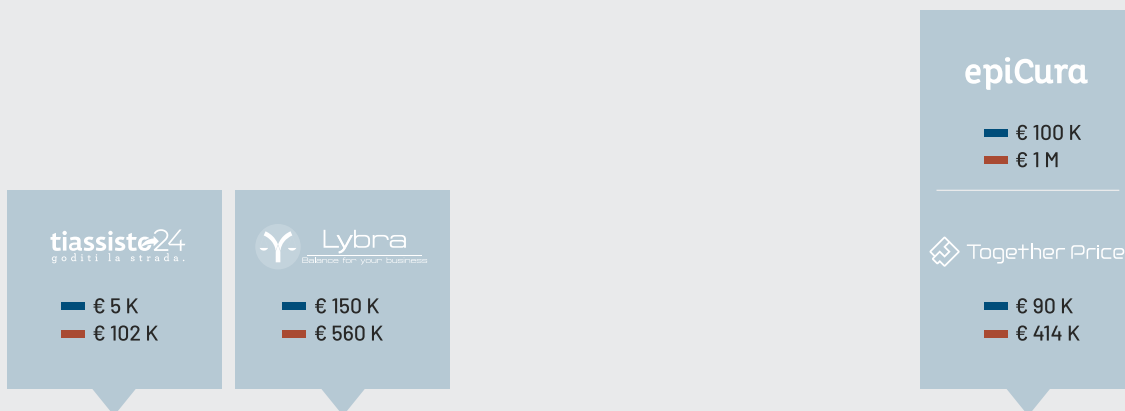 tiassisto24
goditi la strada.
€ 5 K
€ 102 K
Lybra
Balance for your business
€ 150 K
€ 560 K
epiCura
€ 100 K
€ 1 M
Together Price
€ 90 K
€ 414 K